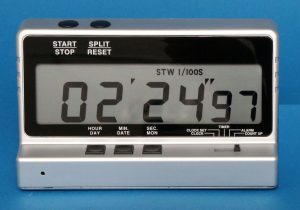 START SPLIT
STOP RESET
STW 1/100S
02'24"97
HOUR MIN. SEC.
DAY DATE MON
TIMER
CLOCK SET ALARM
CLOCK COUNT UP